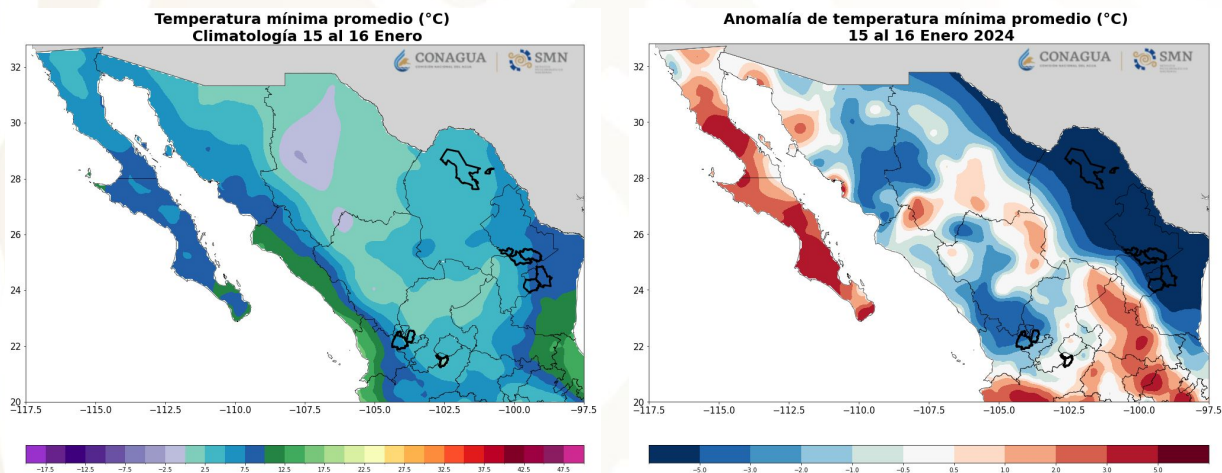 Temperatura mínima promedio (°C)
Climatología 15 al 16 Enero
CONAGUA
SMN
32
30
28
26
24
22
20
−117.5 −115.0 −112.5 −110.0 −107.5 −105.0 −102.5 −100.0 −97.5
−17.5 −12.5 −7.5 −2.5 2.5 7.5 12.5 17.5 22.5 27.5 32.5 37.5 42.5 47.5
Anomalía de temperatura mínima promedio (°C)
15 al 16 Enero 2024
CONAGUA
SMN
32
30
28
26
24
22
20
−117.5 −115.0 −112.5 −110.0 −107.5 −105.0 −102.5 −100.0 −97.5
−5.0 −3.0 −2.0 −1.0 −0.5 0.5 1.0 2.0 3.0 5.0